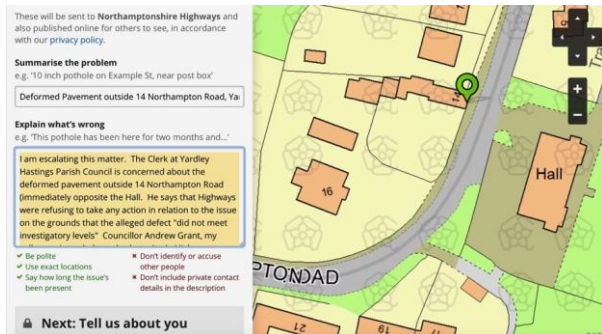 These will be sent to Northamptonshire Highways and
also published online for others to see, in accordance
with our privacy policy.
Summarise the problem
e.g. '10 inch pothole on Example St, near post box'
Deformed Pavement outside 14 Northampton Road, Ya
Explain what's wrong
e.g. 'This pothole has been here for two months and...'
I am escalating this matter. The Clerk at Yardley
Hastings Parish Council is concerned about the
deformed pavement outside 14 Northampton Road
(immediately opposite the Hall. He says that Highways
were refusing to take any action in relation to the issue
on the grounds that the alleged defect "did not meet
investigatory levels" Councillor Andrew Grant, my
✔ Be polite
✔ Use exact locations
✔ Say how long the issue's
been present
✖ Don't identify or accuse
other people
✖ Don't include private contact
details in the description
Next: Tell us about you
14
16
Hall
Tra
21
19
17